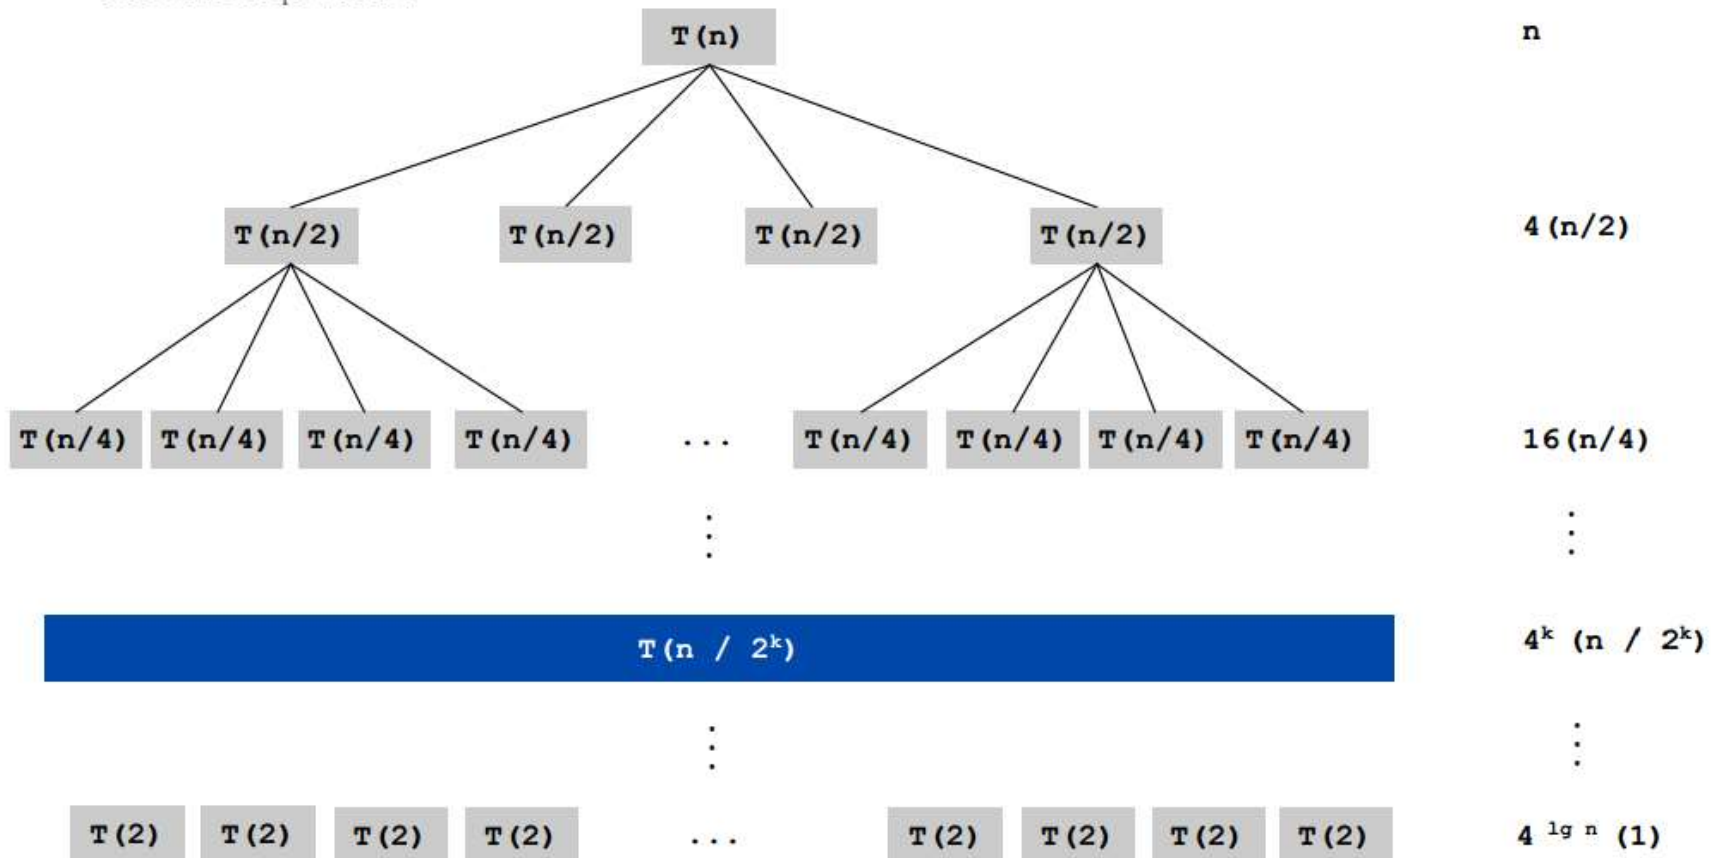 T(n) n
T(n/2) T(n/2) T(n/2) T(n/2) 4(n/2)
T(n/4) T(n/4) T(n/4) T(n/4) ... T(n/4) T(n/4) T(n/4) T(n/4) 16(n/4)
T(n / 2ᵏ) 4ᵏ (n / 2ᵏ)
T(2) T(2) T(2) T(2) ... T(2) T(2) T(2) T(2) 4 ˡᵍ ⁿ (1)